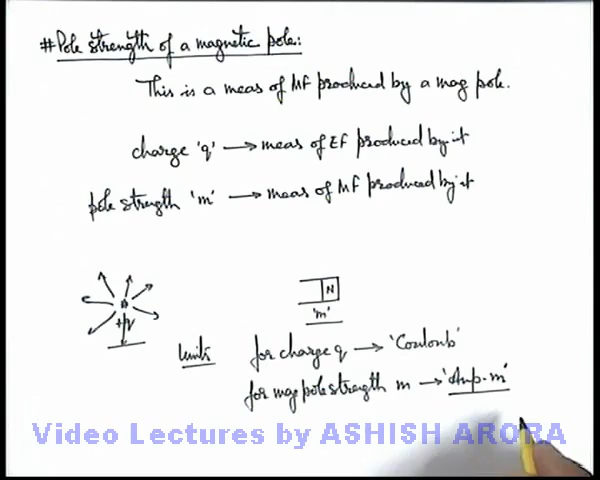 # Pole strength of a magnetic pole:
This is a meas of MF produced by a mag pole.
charge 'q' → meas of EF produced by it
pole strength 'm' → meas of MF produced by it
+q
N
'm'
Units
for charge q → 'Coulomb'
for mag pole strength m → 'Amp-m'
Video Lectures by ASHISH ARORA